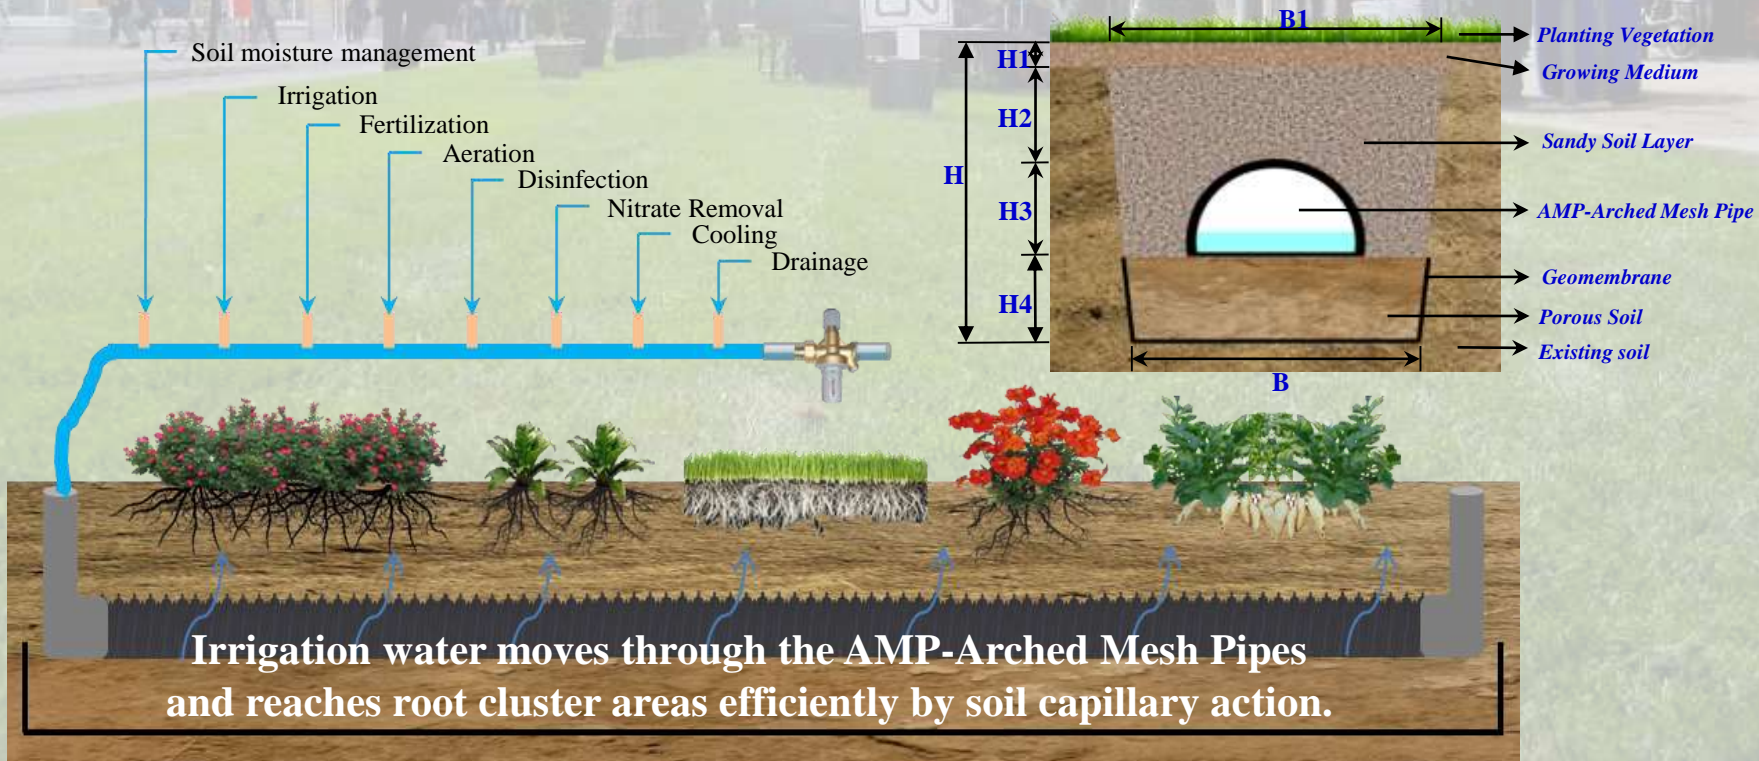 Soil moisture management
Irrigation
Fertilization
Aeration
Disinfection
Nitrate Removal
Cooling
Drainage
B1
H1
H2
H
H3
H4
B
Planting Vegetation
Growing Medium
Sandy Soil Layer
AMP-Arched Mesh Pipe
Geomembrane
Porous Soil
Existing soil
Irrigation water moves through the AMP-Arched Mesh Pipes
and reaches root cluster areas efficiently by soil capillary action.